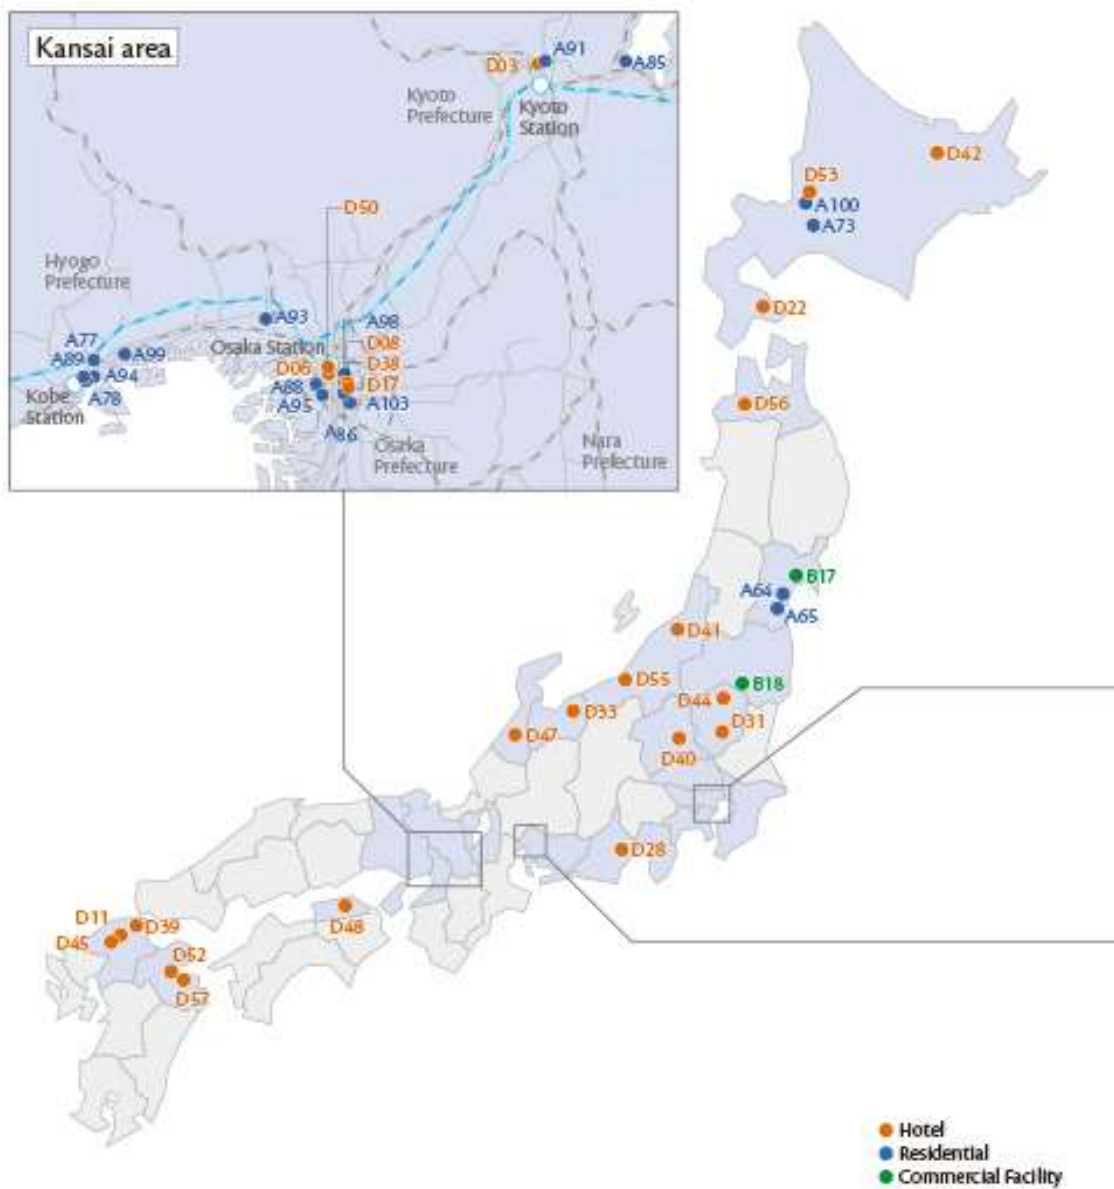 Kansai area
D03
A91
A85
Kyoto
Prefecture
Kyoto
Station
D50
Hyogo
Prefecture
A93
A98
Osaka Station
D08
A77
A89
A99
D06
D38
A94
A88
D17
Kobe
Station
A78
A95
A103
A86
Osaka
Prefecture
Nara
Prefecture
D42
D53
A100
A73
D22
D56
B17
A64
A65
D41
D55
B18
D44
D33
D31
D47
D40
D28
D11
D39
D48
D45
D52
D57
Hotel
Residential
Commercial Facility